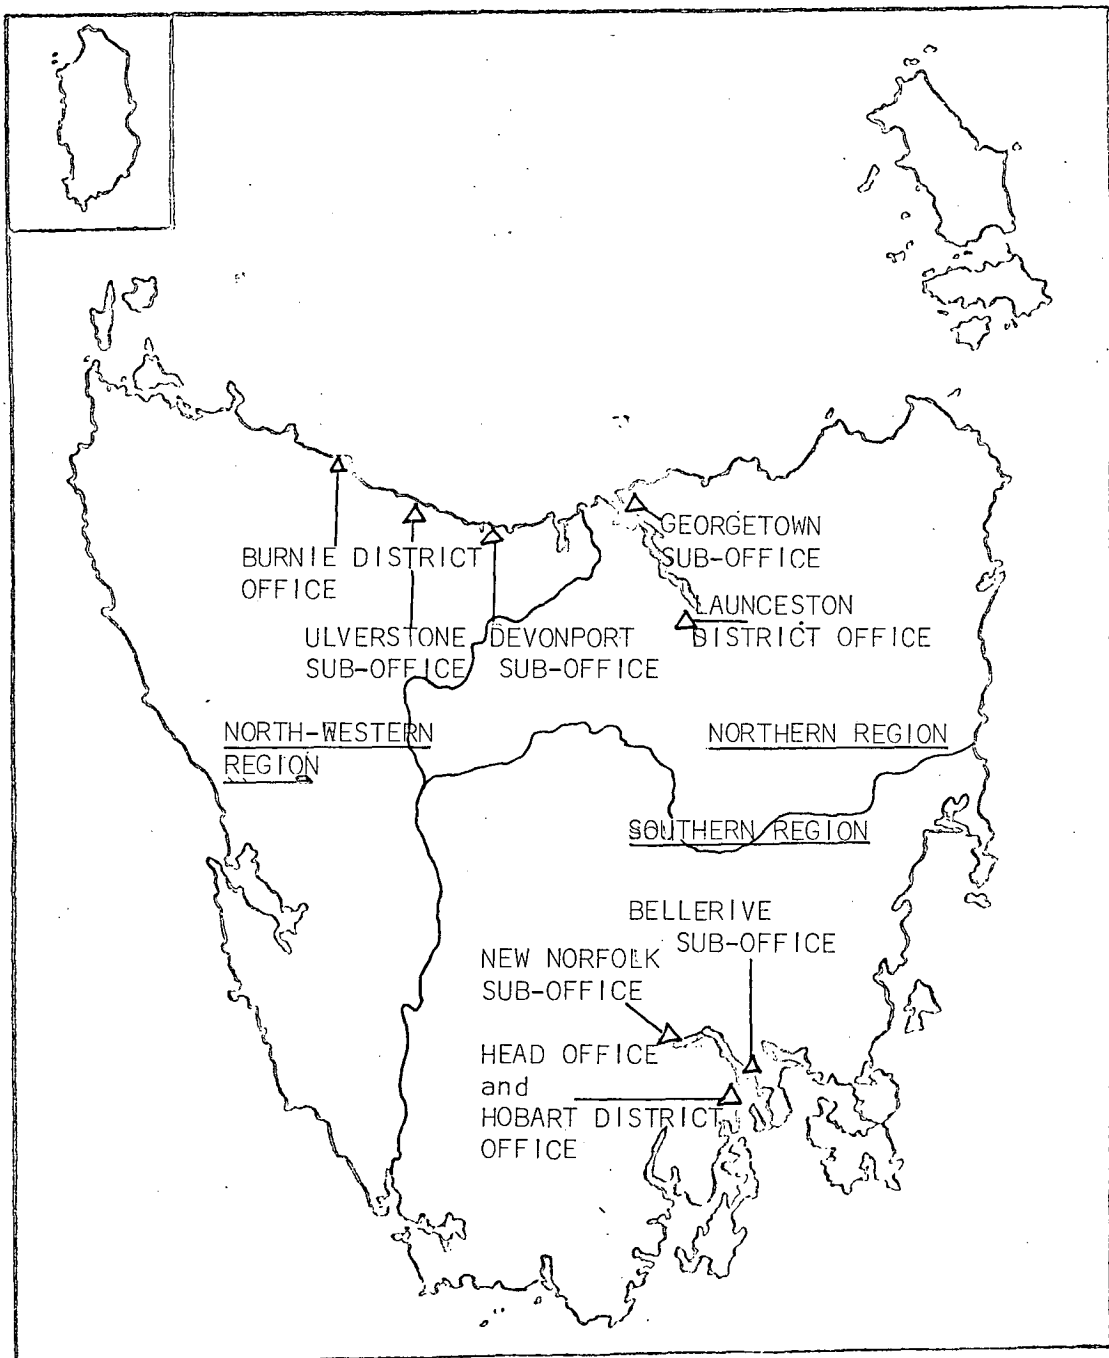 GEORGETOWN
SUB-OFFICE
BURNIE DISTRICT
OFFICE
LAUNCESTON
DISTRICT OFFICE
ULVERSTONE
SUB-OFFICE
DEVONPORT
SUB-OFFICE
NORTH-WESTERN
REGION
NORTHERN REGION
SOUTHERN REGION
BELLERIVE
SUB-OFFICE
NEW NORFOLK
SUB-OFFICE
HEAD OFFICE
and
HOBART DISTRICT
OFFICE